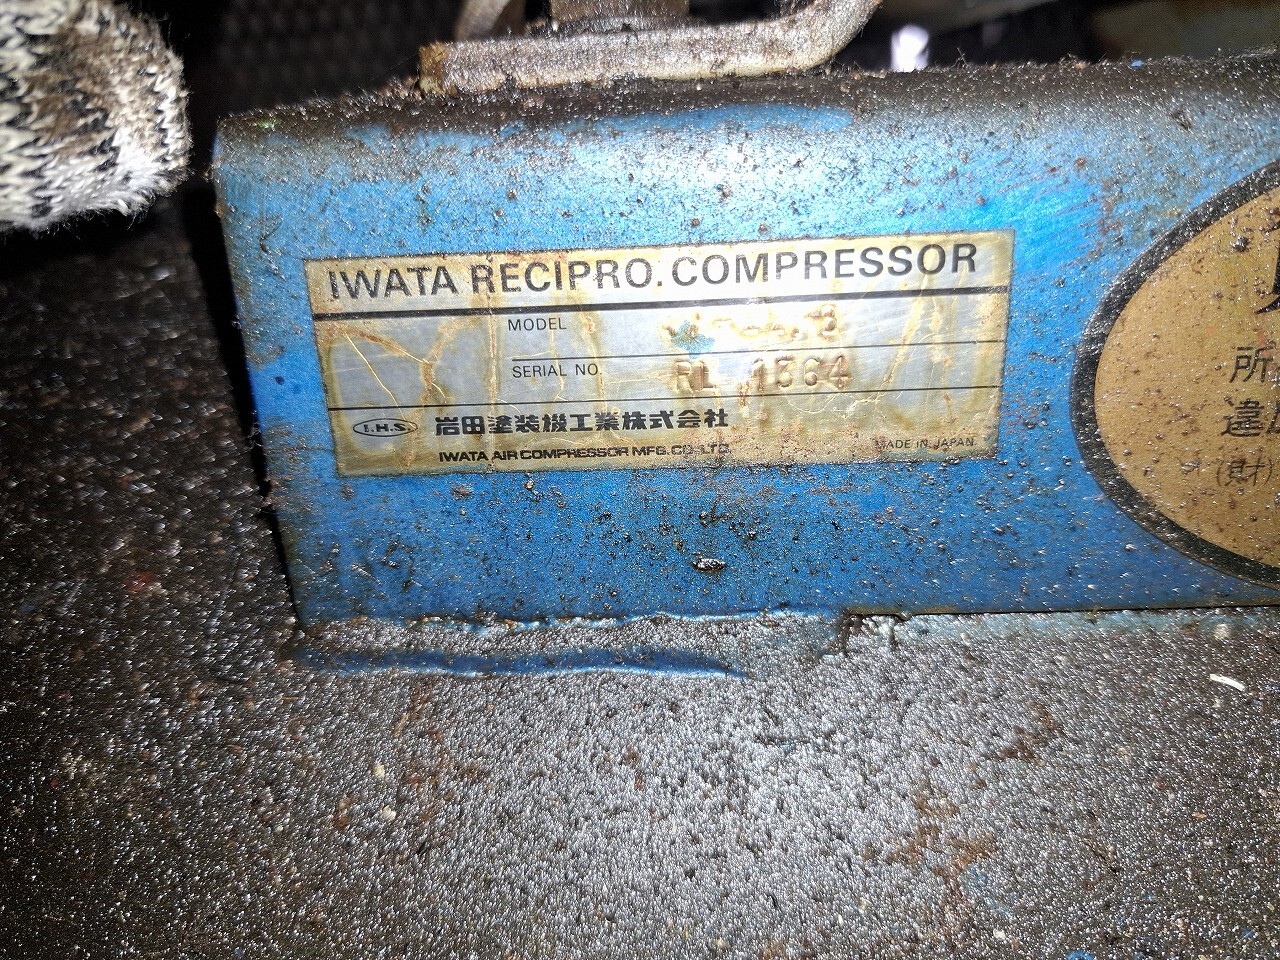 IWATA RECIPRO. COMPRESSOR
MODEL
SERIAL NO. RL 1364
I.H.S 岩田塗装機工業株式会社
IWATA AIR COMPRESSOR MFG. CO., LTD.
MADE IN JAPAN
所
違
(財)